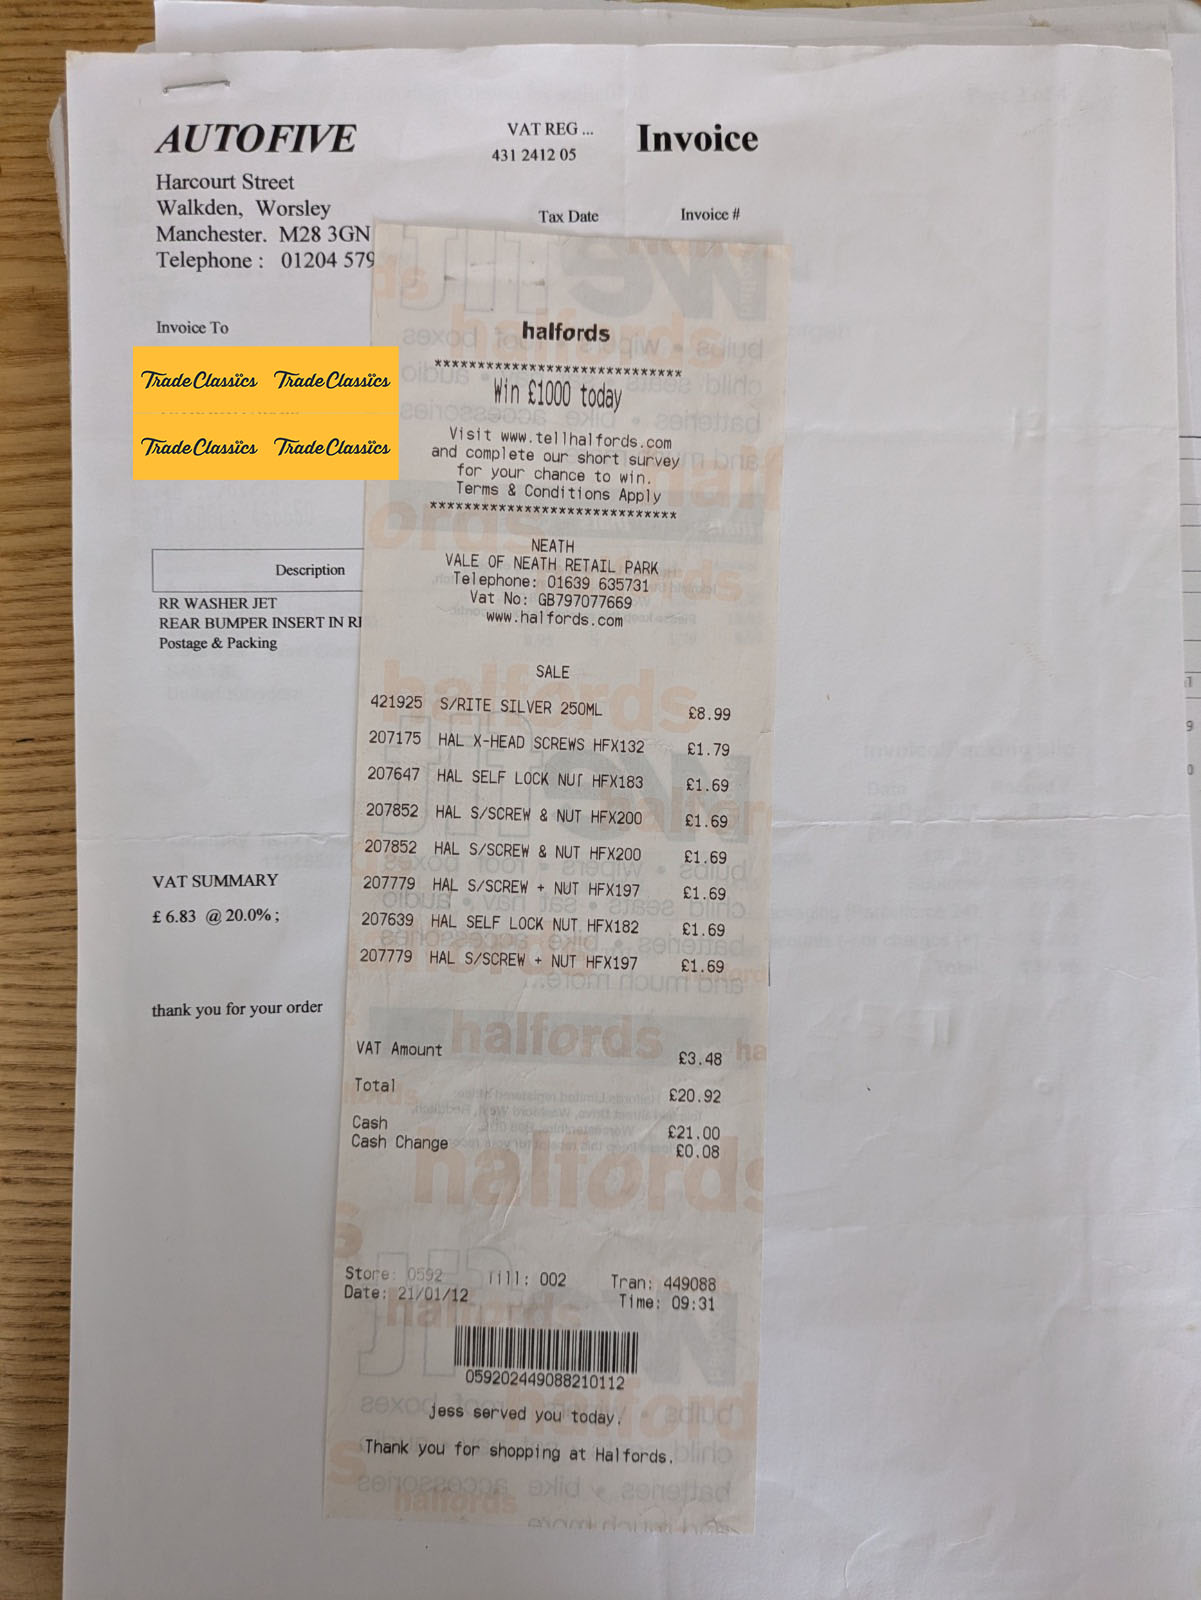 AUTOFIVE
Harcourt Street
Walkden, Worsley
Manchester. M28 3GN
Telephone : 01204 579
VAT REG ...
431 2412 05
Invoice
Tax Date
Invoice #
Invoice To
TradeClassics TradeClassics
TradeClassics TradeClassics
Description
RR WASHER JET
REAR BUMPER INSERT IN
Postage & Packing
VAT SUMMARY
£ 6.83 @ 20.0% ;
thank you for your order
halfords
****************************
Win £1000 today
Visit www.tellhalfords.com
and complete our short survey
for your chance to win.
Terms & Conditions Apply
****************************
NEATH
VALE OF NEATH RETAIL PARK
Telephone: 01639 635731
Vat No: GB797077669
www.halfords.com
SALE
421925 S/RITE SILVER 250ML £8.99
207175 HAL X-HEAD SCREWS HFX132 £1.79
207647 HAL SELF LOCK NUT HFX183 £1.69
207852 HAL S/SCREW & NUT HFX200 £1.69
207852 HAL S/SCREW & NUT HFX200 £1.69
207779 HAL S/SCREW + NUT HFX197 £1.69
207639 HAL SELF LOCK NUT HFX182 £1.69
207779 HAL S/SCREW + NUT HFX197 £1.69
VAT Amount £3.48
Total £20.92
Cash £21.00
Cash Change £0.08
Store: 0592 Till: 002 Tran: 449088
Date: 21/01/12 Time: 09:31
059202449088210112
jess served you today.
Thank you for shopping at Halfords.